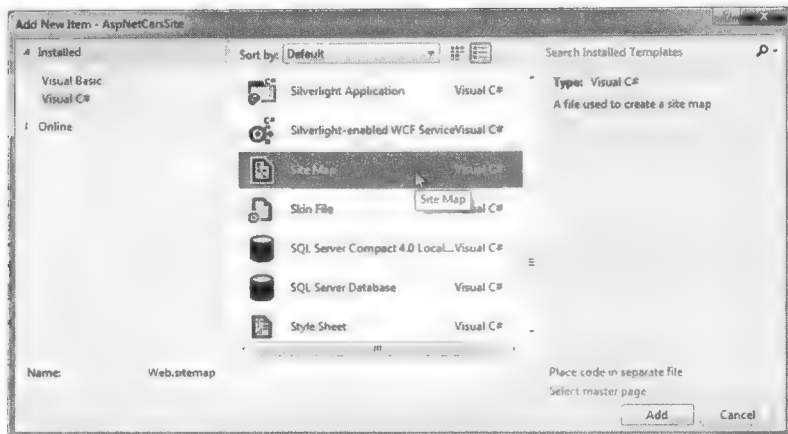 Add New Item - AspNetCarsSite
Installed
Visual Basic
Visual C#
Online
Sort by: Default
Silverlight Application Visual C#
Silverlight-enabled WCF ServiceVisual C#
Site Map Visual C#
Site Map
Skin File Visual C#
SQL Server Compact 4.0 Local...Visual C#
SQL Server Database Visual C#
Style Sheet Visual C#
Search Installed Templates
Type: Visual C#
A file used to create a site map
Name: Web.sitemap
Place code in separate file
Select master page
Add Cancel